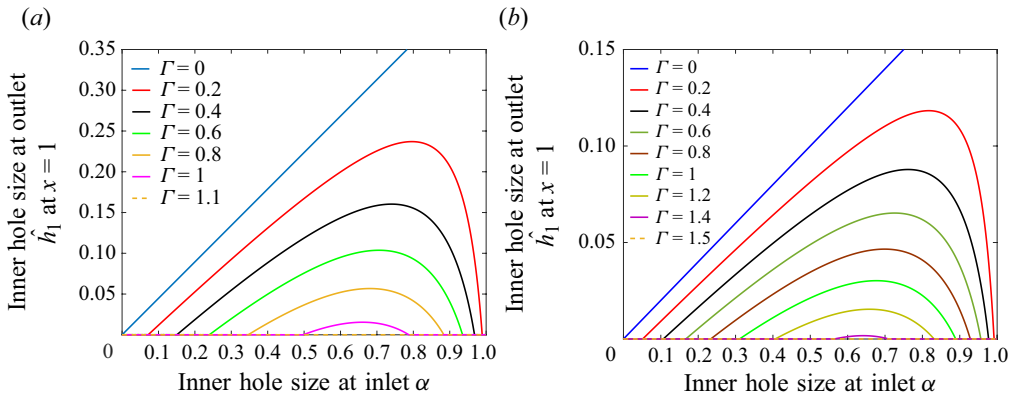 (a)
Inner hole size at outlet
ĥ₁ at x = 1
0.35
0.30
0.25
0.20
0.15
0.10
0.05
0
Γ = 0
Γ = 0.2
Γ = 0.4
Γ = 0.6
Γ = 0.8
Γ = 1
Γ = 1.1
0.1 0.2 0.3 0.4 0.5 0.6 0.7 0.8 0.9 1.0
Inner hole size at inlet α
(b)
Inner hole size at outlet
ĥ₁ at x = 1
0.15
0.10
0.05
0
Γ = 0
Γ = 0.2
Γ = 0.4
Γ = 0.6
Γ = 0.8
Γ = 1
Γ = 1.2
Γ = 1.4
Γ = 1.5
0.1 0.2 0.3 0.4 0.5 0.6 0.7 0.8 0.9 1.0
Inner hole size at inlet α